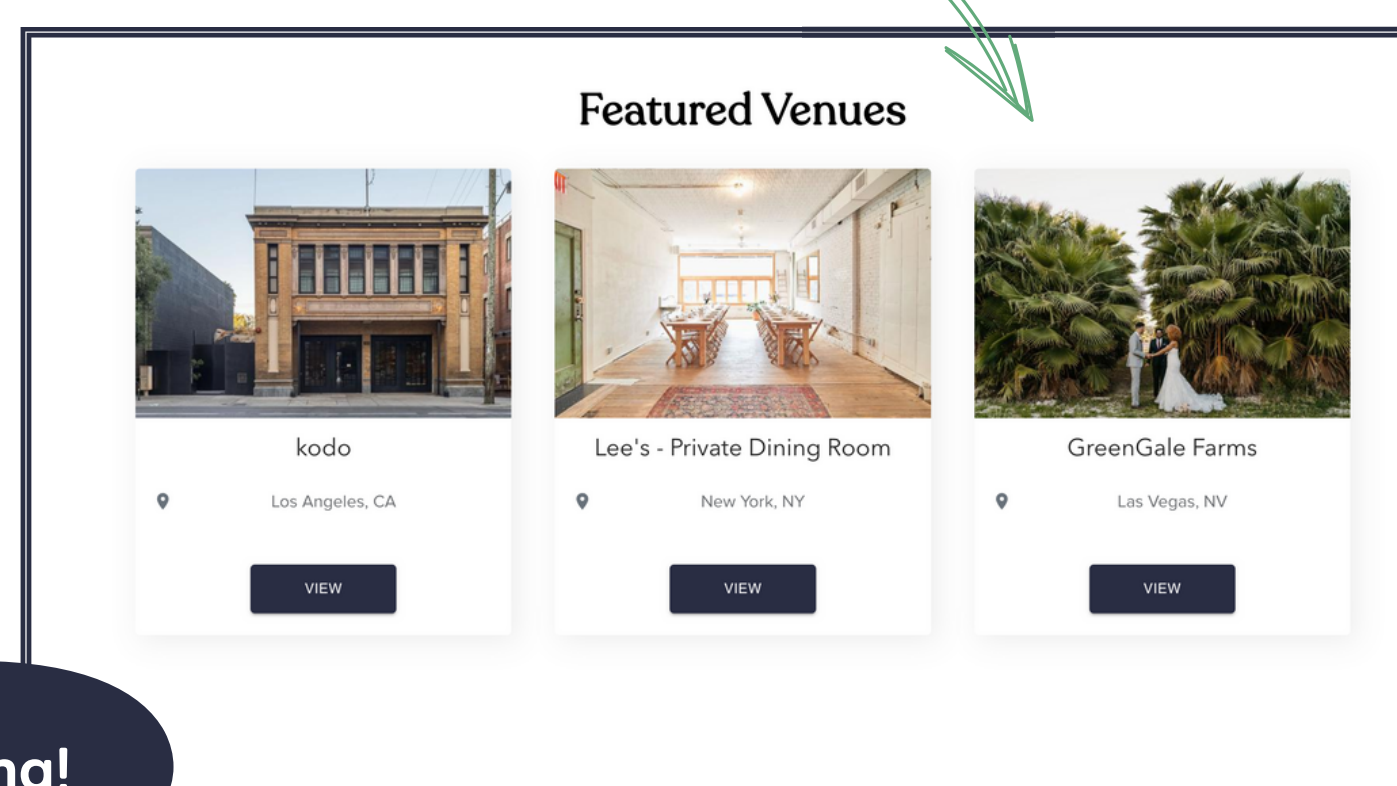 Featured Venues
kodo
Lee's - Private Dining Room
GreenGale Farms
Los Angeles, CA
New York, NY
Las Vegas, NV
VIEW
VIEW
VIEW
ng!